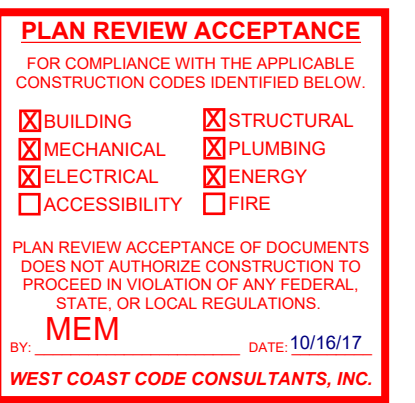 PLAN REVIEW ACCEPTANCE
FOR COMPLIANCE WITH THE APPLICABLE
CONSTRUCTION CODES IDENTIFIED BELOW.
X BUILDING X STRUCTURAL
X MECHANICAL X PLUMBING
X ELECTRICAL X ENERGY
ACCESSIBILITY FIRE
PLAN REVIEW ACCEPTANCE OF DOCUMENTS
DOES NOT AUTHORIZE CONSTRUCTION TO
PROCEED IN VIOLATION OF ANY FEDERAL,
STATE, OR LOCAL REGULATIONS.
BY: MEM DATE: 10/16/17
WEST COAST CODE CONSULTANTS, INC.